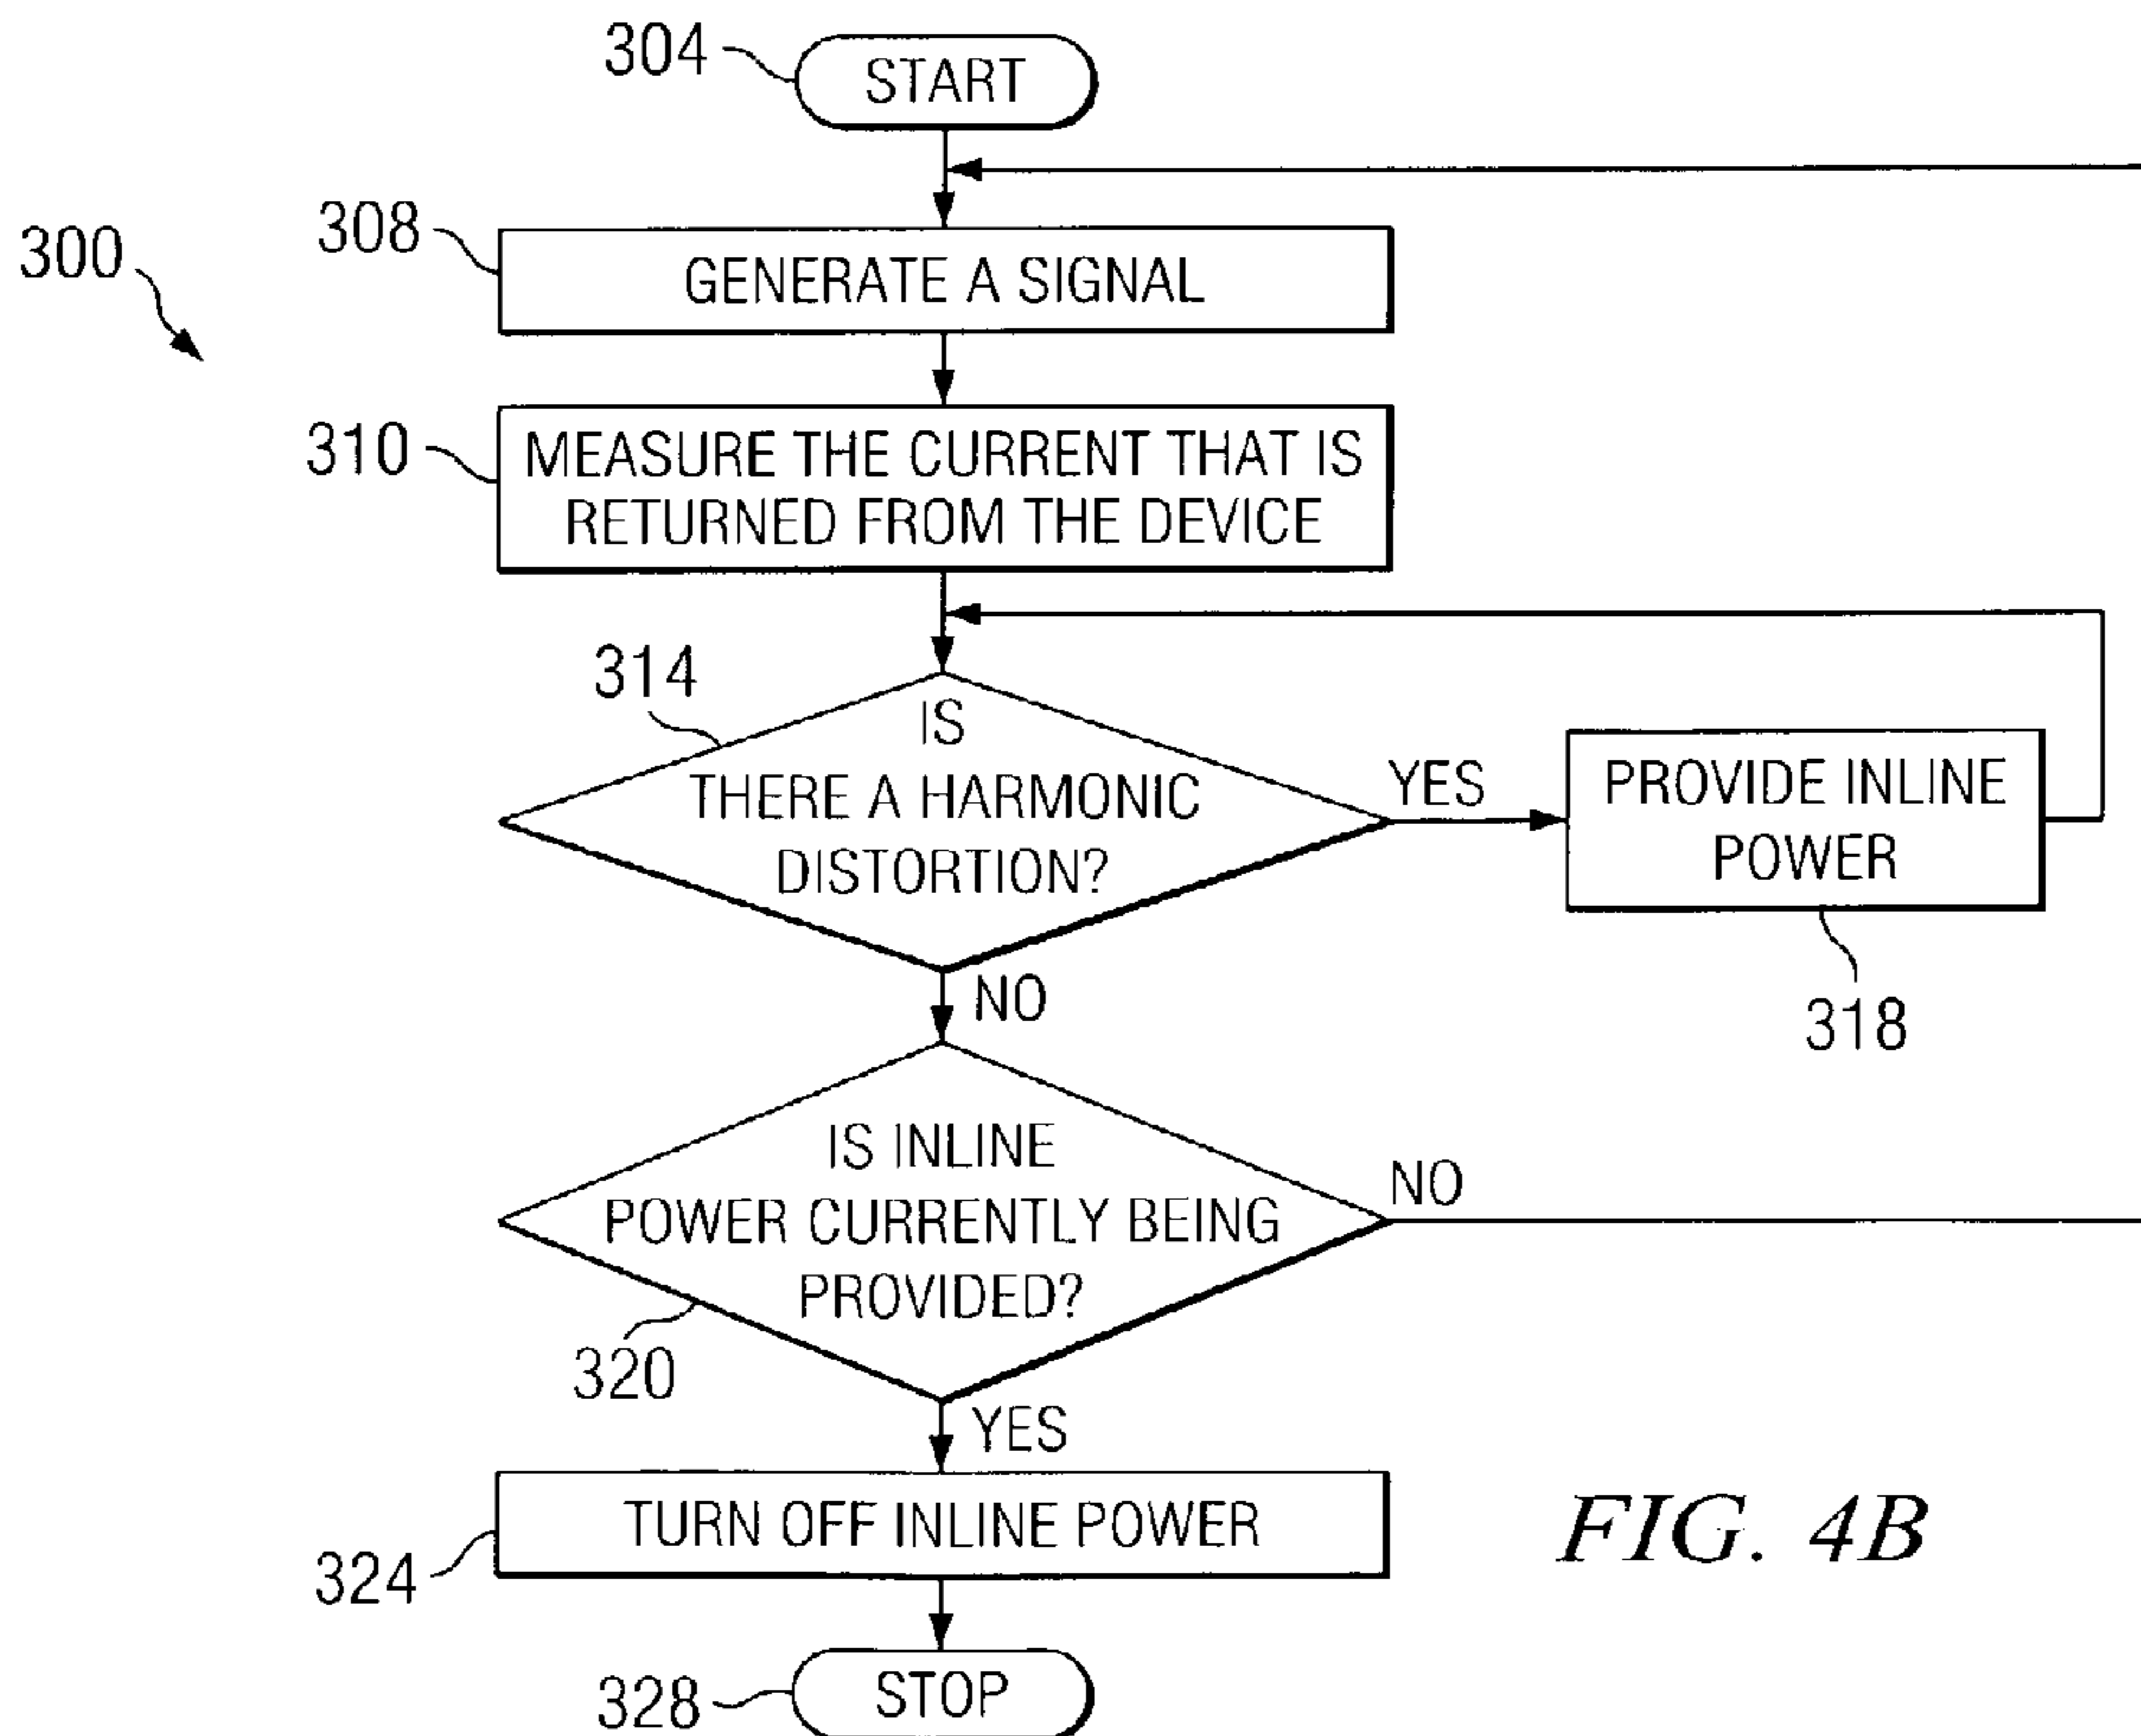 304
START
300
308
GENERATE A SIGNAL
310
MEASURE THE CURRENT THAT IS
RETURNED FROM THE DEVICE
314
IS
THERE A HARMONIC
DISTORTION?
YES
PROVIDE INLINE
POWER
318
NO
IS INLINE
POWER CURRENTLY BEING
PROVIDED?
NO
320
YES
TURN OFF INLINE POWER
324
FIG. 4B
328
STOP